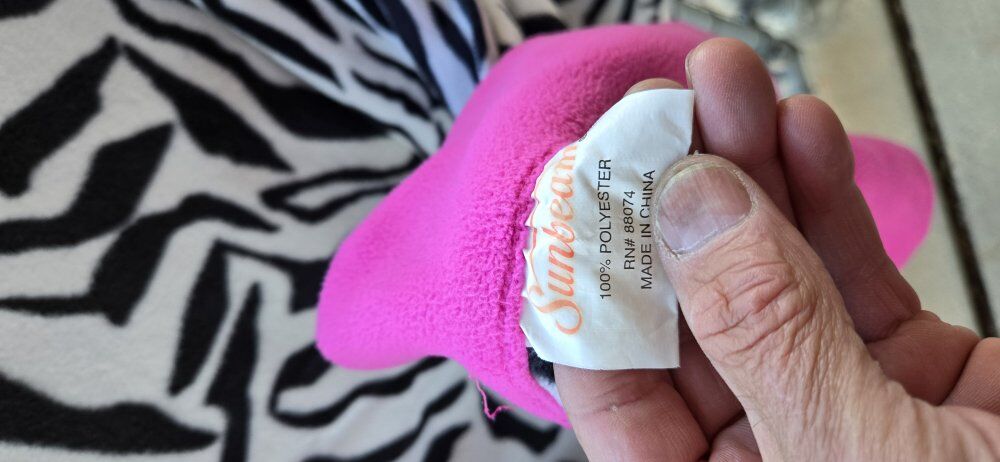 Sunbeam
100% POLYESTER
RN# 88074
MADE IN CHINA